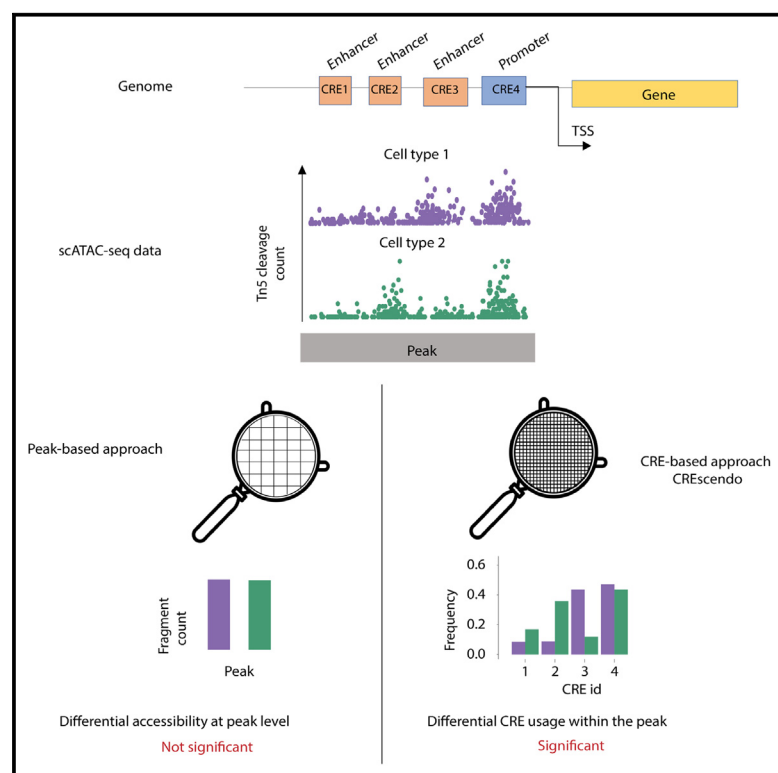 Enhancer
Enhancer
Enhancer
Promoter
Genome
CRE1
CRE2
CRE3
CRE4
Gene
TSS
Cell type 1
scATAC-seq data
Tn5 cleavage
count
Cell type 2
Peak
Peak-based approach
CRE-based approach
CREscendo
Fragment
count
Peak
Frequency
0.6
0.4
0.2
0.0
1 2 3 4
CRE id
Differential accessibility at peak level
Not significant
Differential CRE usage within the peak
Significant